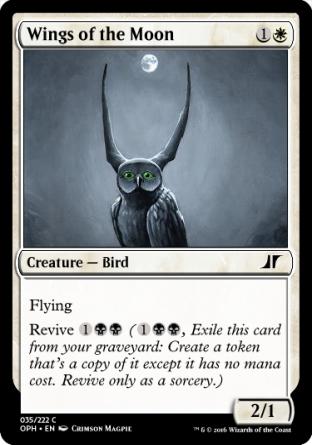 Wings of the Moon 1
Creature — Bird
Flying
Revive 1 ( 1 , Exile this card
from your graveyard: Create a token
that's a copy of it except it has no mana
cost. Revive only as a sorcery.)
2/1
035/222 C
OPH • EN Crimson Magpie
™ & © 2016 Wizards of the Coast